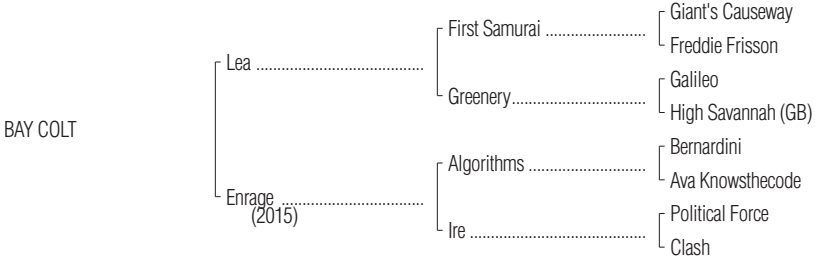 Giant's Causeway
First Samurai ........................
Freddie Frisson
Lea ........................................
Galileo
Greenery................................
High Savannah (GB)
BAY COLT
Bernardini
Algorithms ............................
Ava Knowsthecode
Enrage ..................................
(2015)
Political Force
Ire ..........................................
Clash